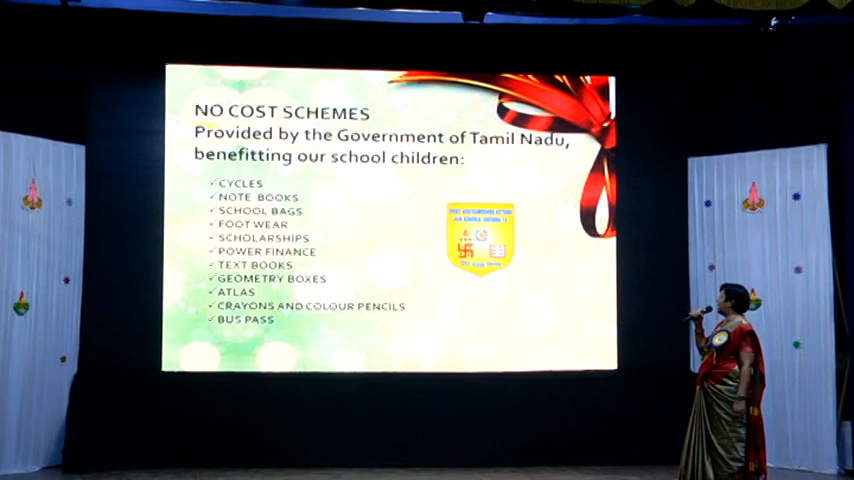 NO COST SCHEMES
Provided by the Government of Tamil Nadu,
benefitting our school children:
✓ CYCLES
✓ NOTE BOOKS
✓ SCHOOL BAGS
✓ FOOT WEAR
✓ SCHOLARSHIPS
✓ POWER FINANCE
✓ TEXT BOOKS
✓ GEOMETRY BOXES
✓ ATLAS
✓ CRAYONS AND COLOUR PENCILS
✓ BUS PASS